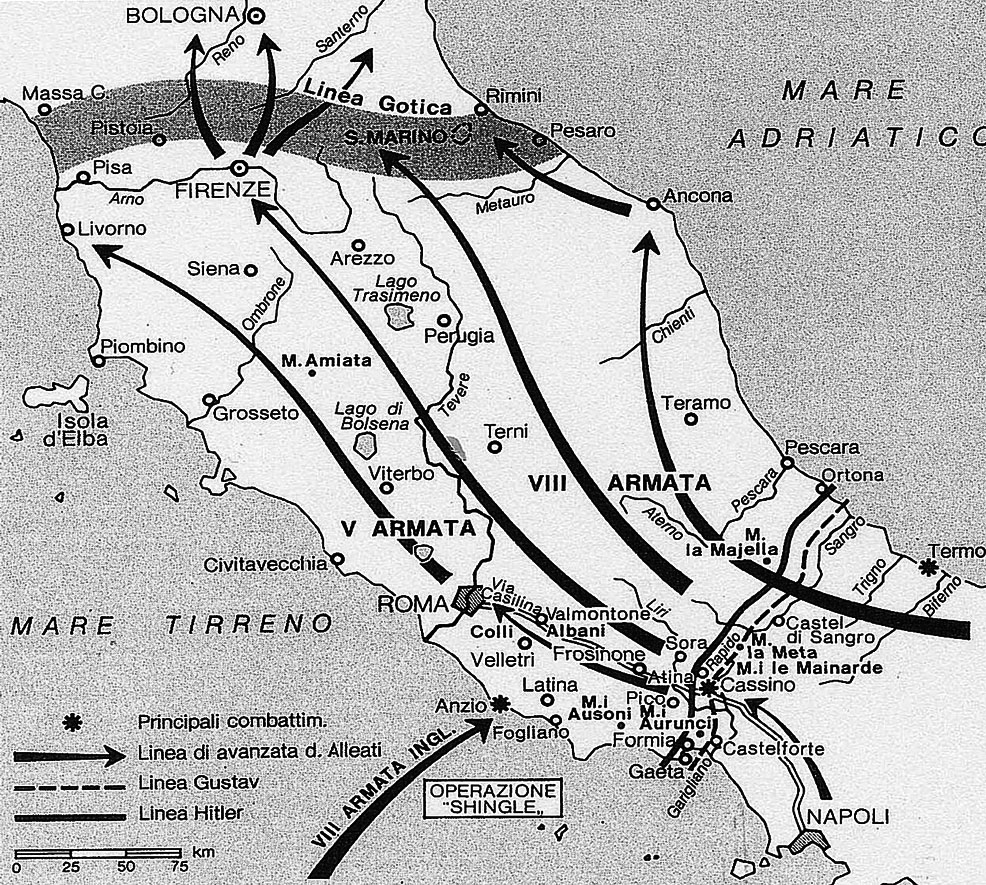 BOLOGNA
Reno
Santerno
MARE
ADRIATICO
Massa C.
Linea Gotica
Rimini
Pistoia
S.MARINO
Pesaro
Pisa
Arno
FIRENZE
Metauro
Ancona
Livorno
Siena
Arezzo
Lago
Trasimeno
Ombrone
Perugia
Chienti
Piombino
M.Amiata
Isola
d'Elba
Grosseto
Tevere
Lago di
Bolsena
Teramo
Terni
Viterbo
Pescara
Ortona
VIII ARMATA
Pescara
Aterno
V ARMATA
M.
la Majella
Sangro
Civitavecchia
Termo
Trigno
Biferno
ROMA
Via
Casilina
Liri
Valmontone
MARE TIRRENO
Colli
Albani
Castel
di Sangro
Velletri
Frosinone
Sora
Rapido
M.
la Meta
M.i le Mainarde
Atina
Cassino
Latina
Pico
Anzio
M.i
Ausoni
M.i
Aurunci
Fogliano
Formia
Castelforte
Gaeta
Garigliano
VIII ARMATA INGL.
OPERAZIONE
"SHINGLE„
NAPOLI
Principali combattim.
Linea di avanzata d. Alleati
Linea Gustav
Linea Hitler
km
0 25 50 75